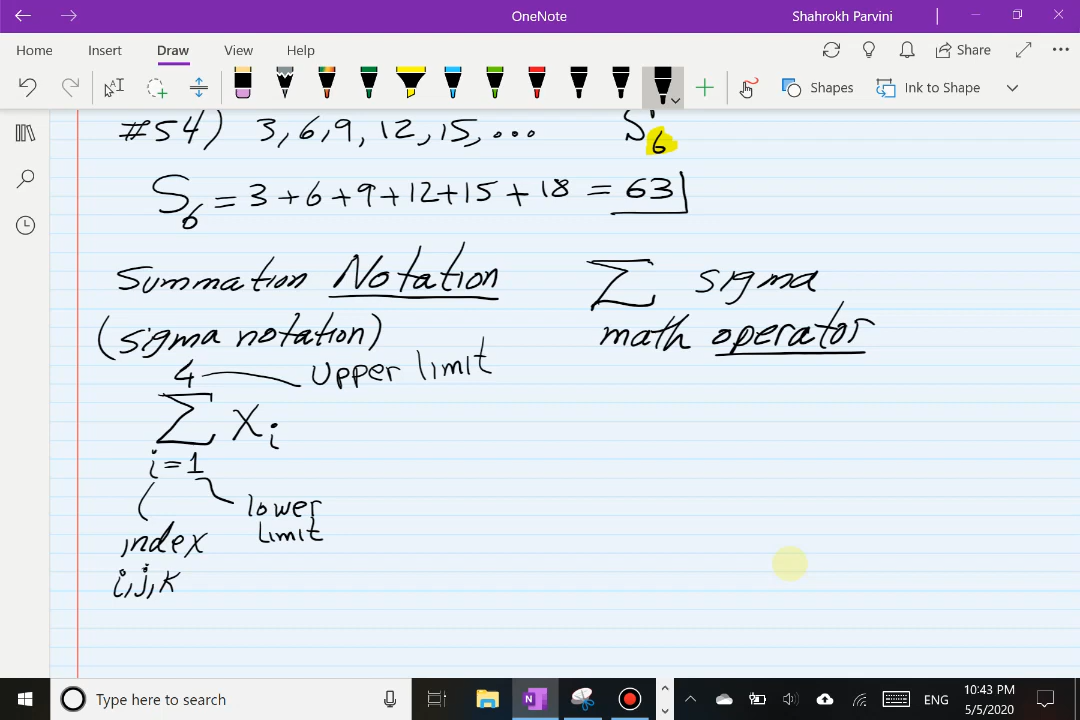 OneNote
Shahrokh Parvini
Home Insert Draw View Help
Share
Shapes
Ink to Shape
#54) 3, 6, 9, 12, 15, ... S6
S6 = 3 + 6 + 9 + 12 + 15 + 18 = 63
Summation Notation Σ sigma
(sigma notation) math operator
4 Upper limit
Σ Xi
i = 1
lower
limit
index
i, j, k
Type here to search
ENG
10:43 PM
5/5/2020